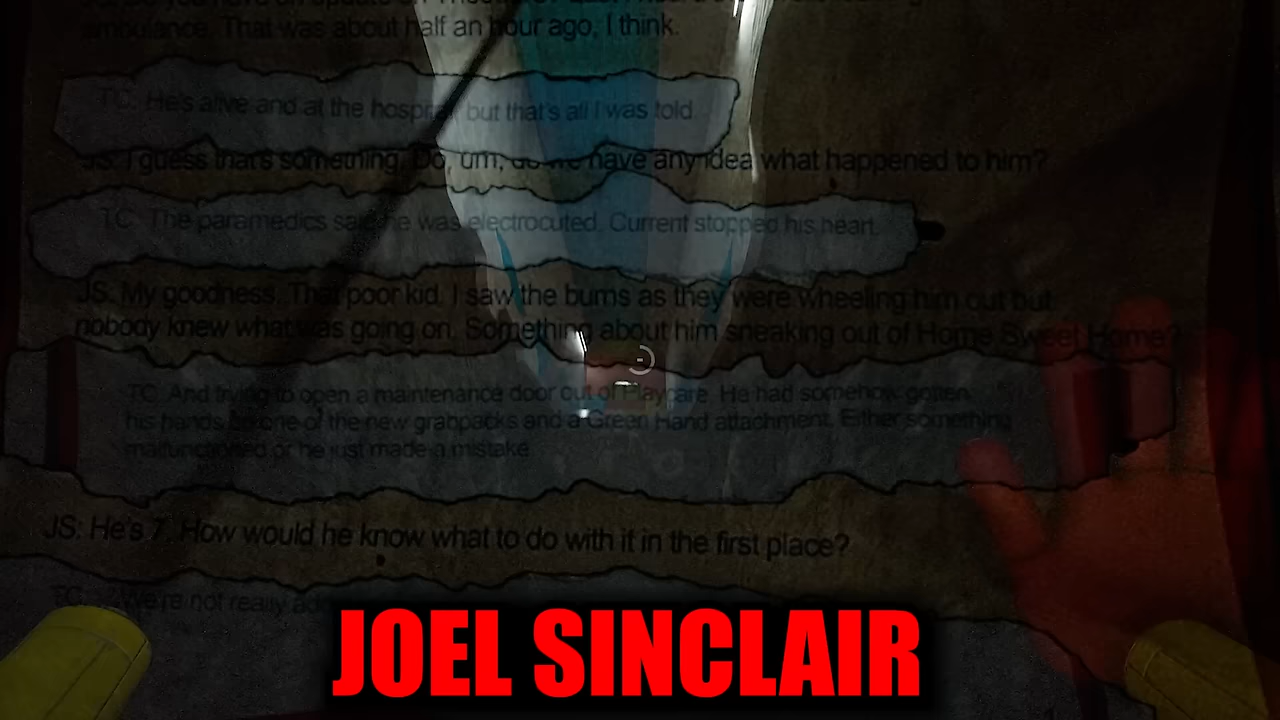 ambulance. That was about half an hour ago, I think.
TC: He's alive and at the hospital but that's all I was told.
JS: I guess that's something. Do, um, do we have any idea what happened to him?
TC: The paramedics said he was electrocuted. Current stopped his heart.
JS: My goodness. That poor kid. I saw the burns as they were wheeling him out but
nobody knew what was going on. Something about him sneaking out of Home Sweet Home?
TC: And trying to open a maintenance door out of Playcare. He had somehow gotten
his hands on one of the new grabpacks and a Green Hand attachment. Either something
malfunctioned or he just made a mistake.
JS: He's 7. How would he know what to do with it in the first place?
TC: We're not really
JOEL SINCLAIR